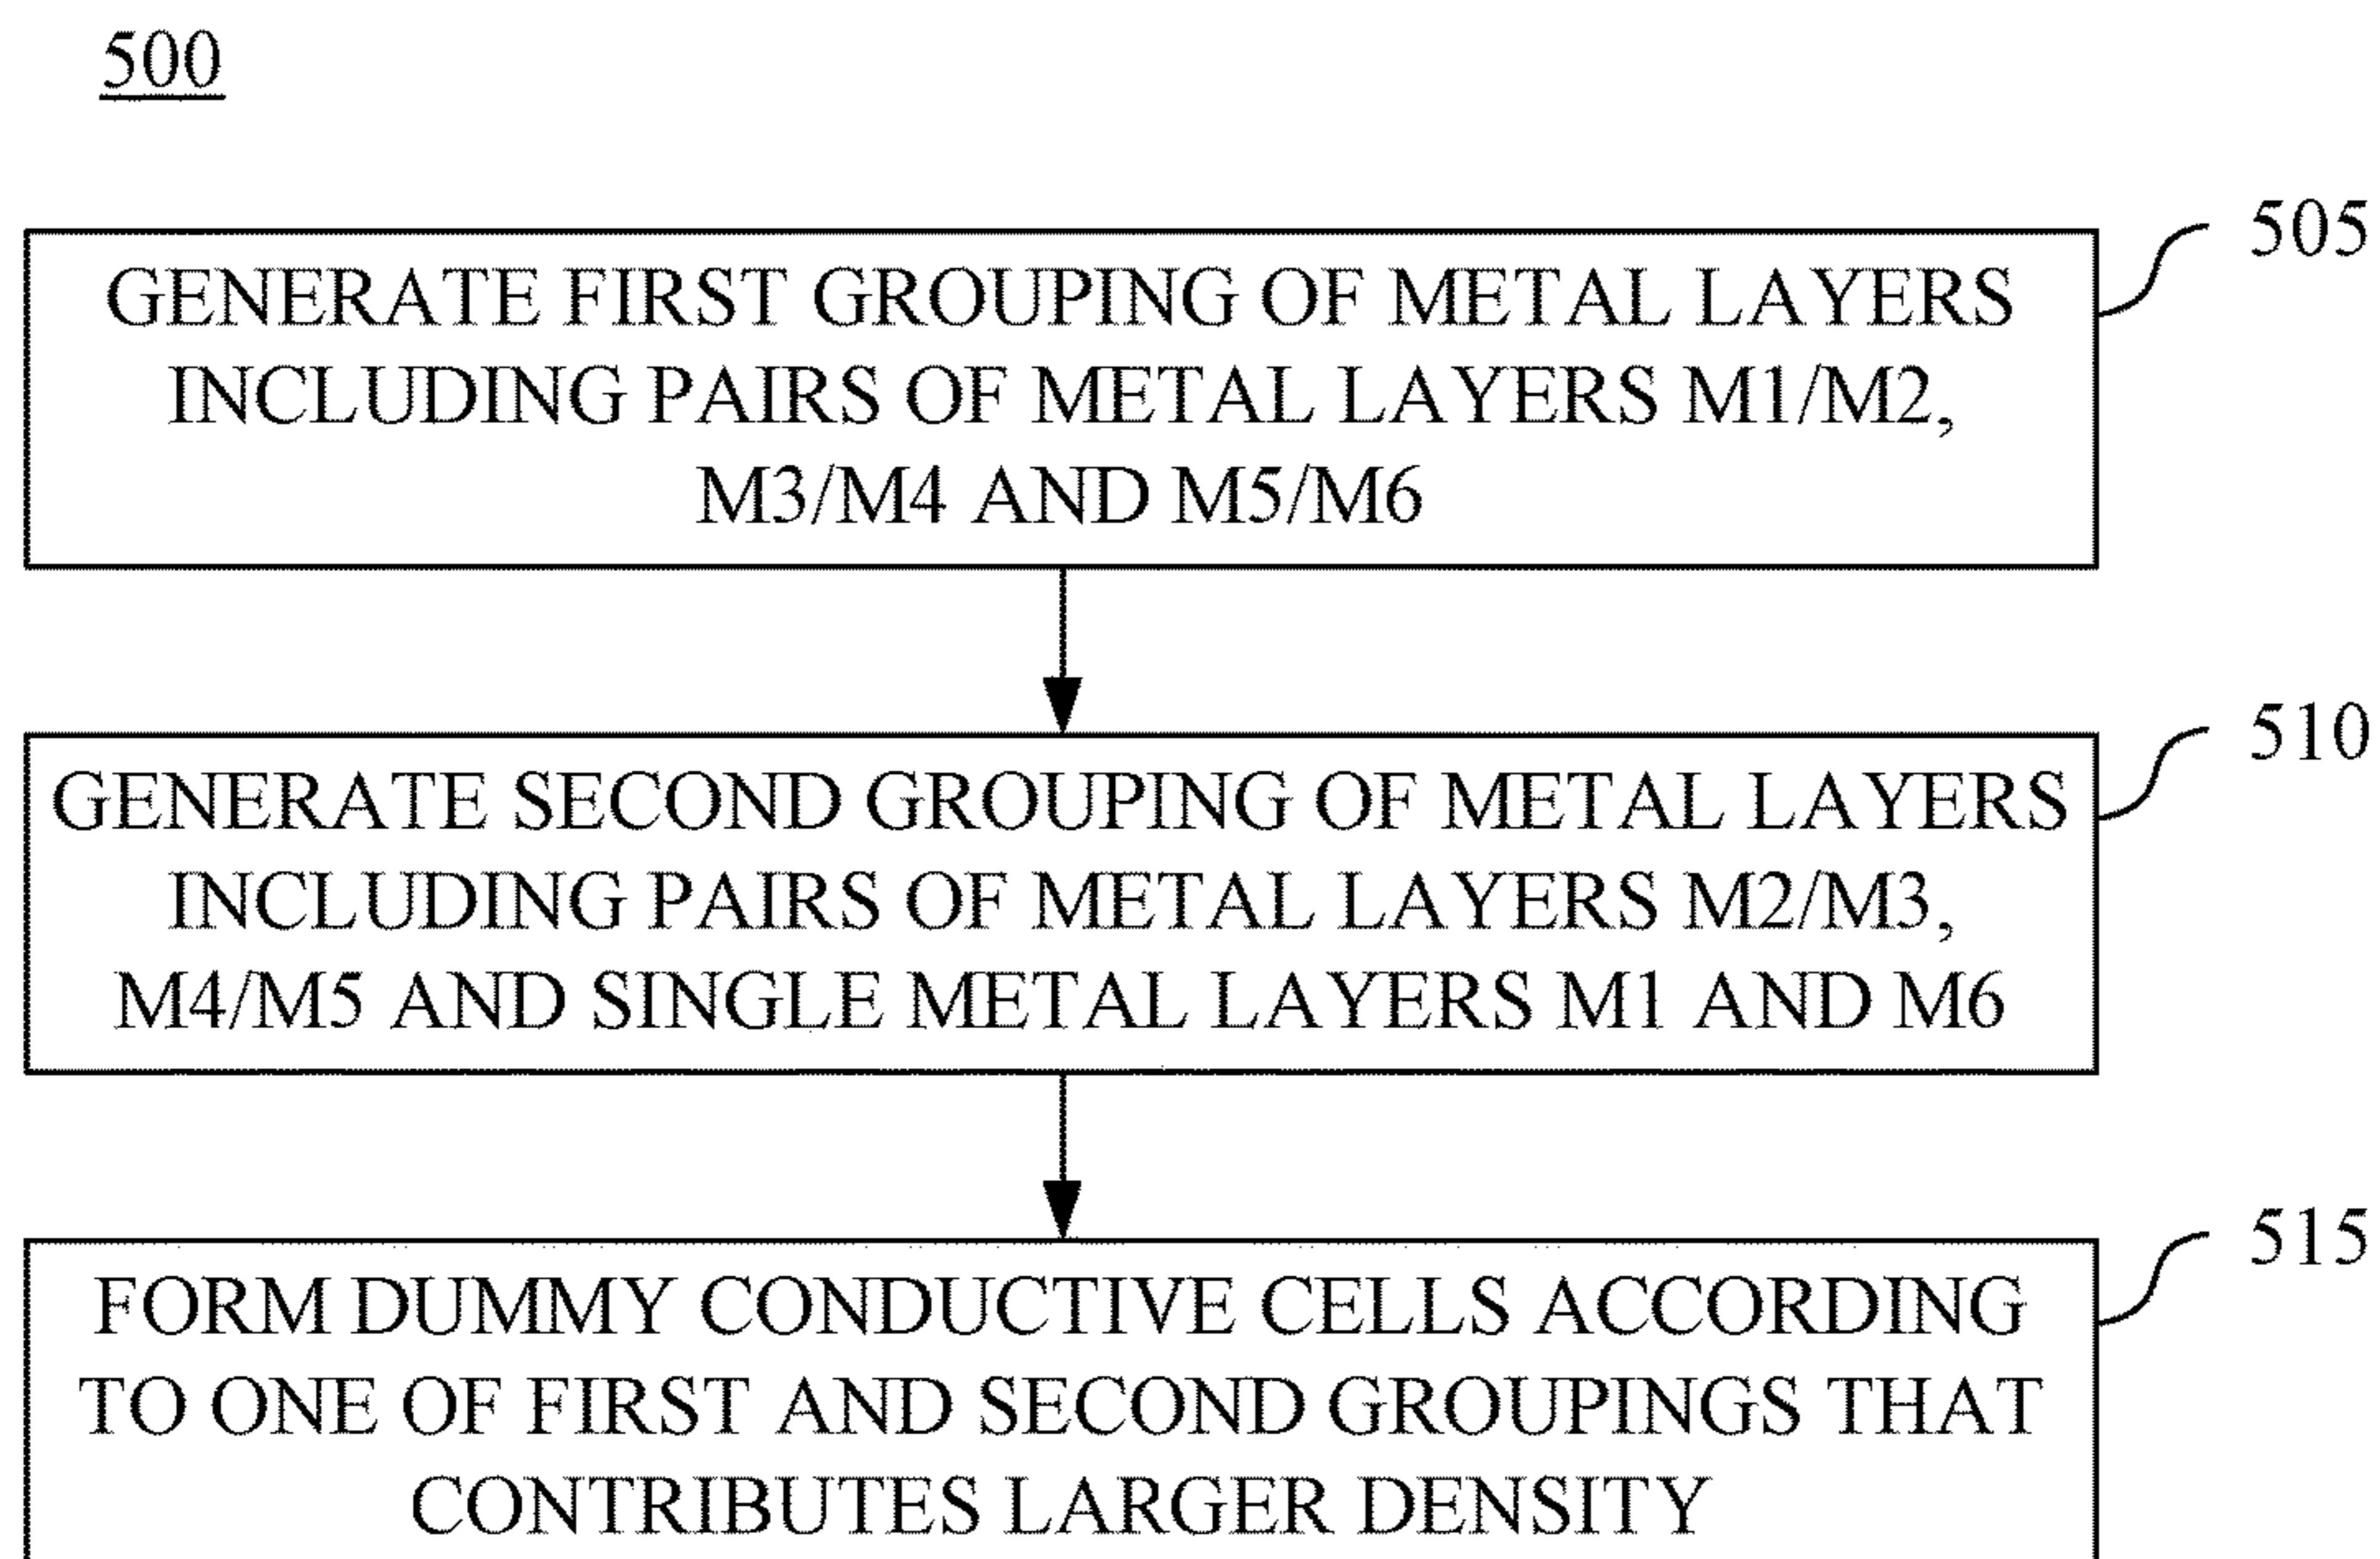 500
505
GENERATE FIRST GROUPING OF METAL LAYERS
INCLUDING PAIRS OF METAL LAYERS M1/M2,
M3/M4 AND M5/M6
510
GENERATE SECOND GROUPING OF METAL LAYERS
INCLUDING PAIRS OF METAL LAYERS M2/M3,
M4/M5 AND SINGLE METAL LAYERS M1 AND M6
515
FORM DUMMY CONDUCTIVE CELLS ACCORDING
TO ONE OF FIRST AND SECOND GROUPINGS THAT
CONTRIBUTES LARGER DENSITY